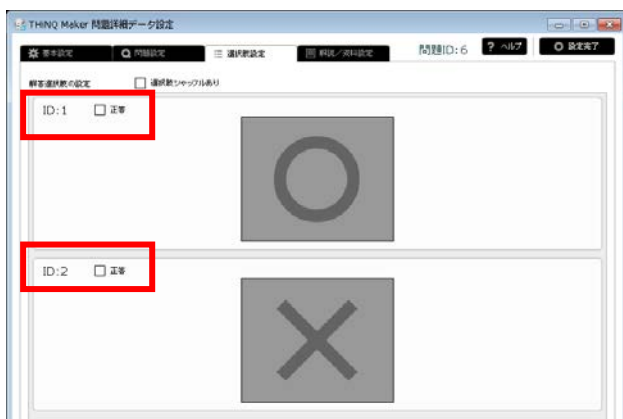 THiNQ Maker 問題詳細データ設定
基本設定 問題設定 選択肢設定 解説/資料設定 問題ID:6 ? ヘルプ 設定完了
解答選択肢の設定 選択肢シャッフルあり
ID:1 正答
ID:2 正答